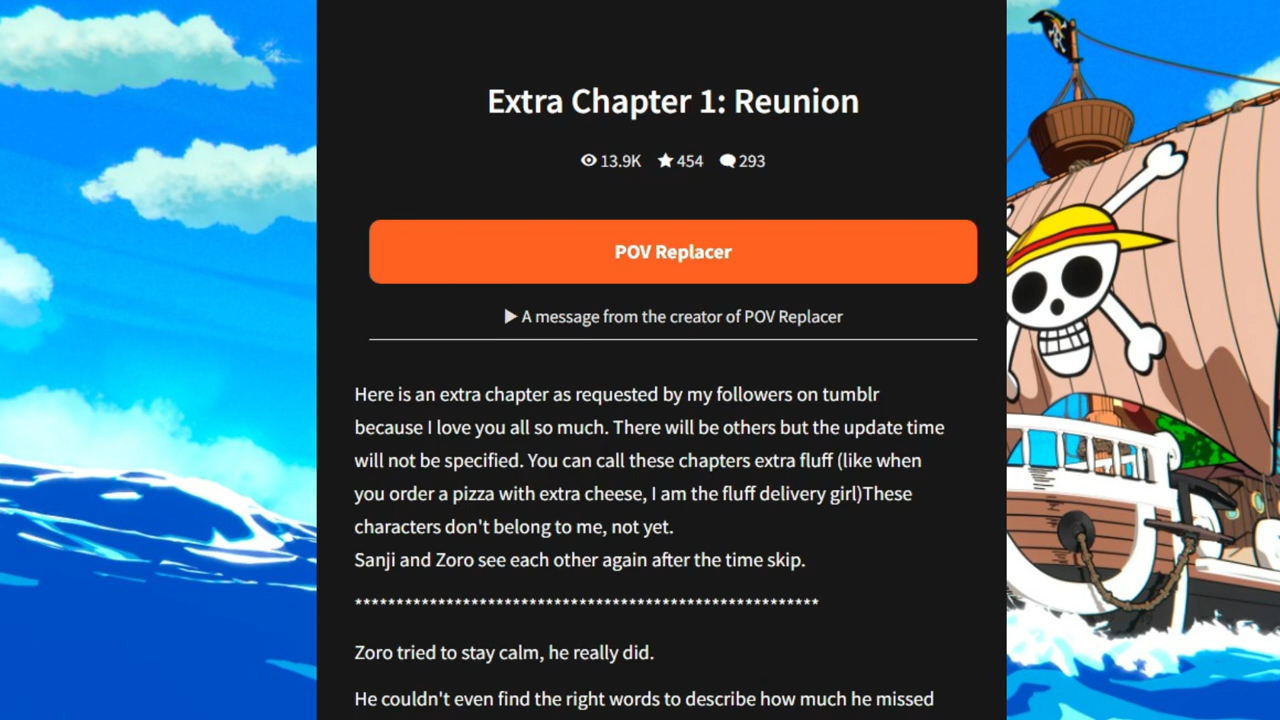 Extra Chapter 1: Reunion
13.9K 454 293
POV Replacer
▶ A message from the creator of POV Replacer
Here is an extra chapter as requested by my followers on tumblr
because I love you all so much. There will be others but the update time
will not be specified. You can call these chapters extra fluff (like when
you order a pizza with extra cheese, I am the fluff delivery girl)These
characters don't belong to me, not yet.
Sanji and Zoro see each other again after the time skip.
********************************************************
Zoro tried to stay calm, he really did.
He couldn't even find the right words to describe how much he missed